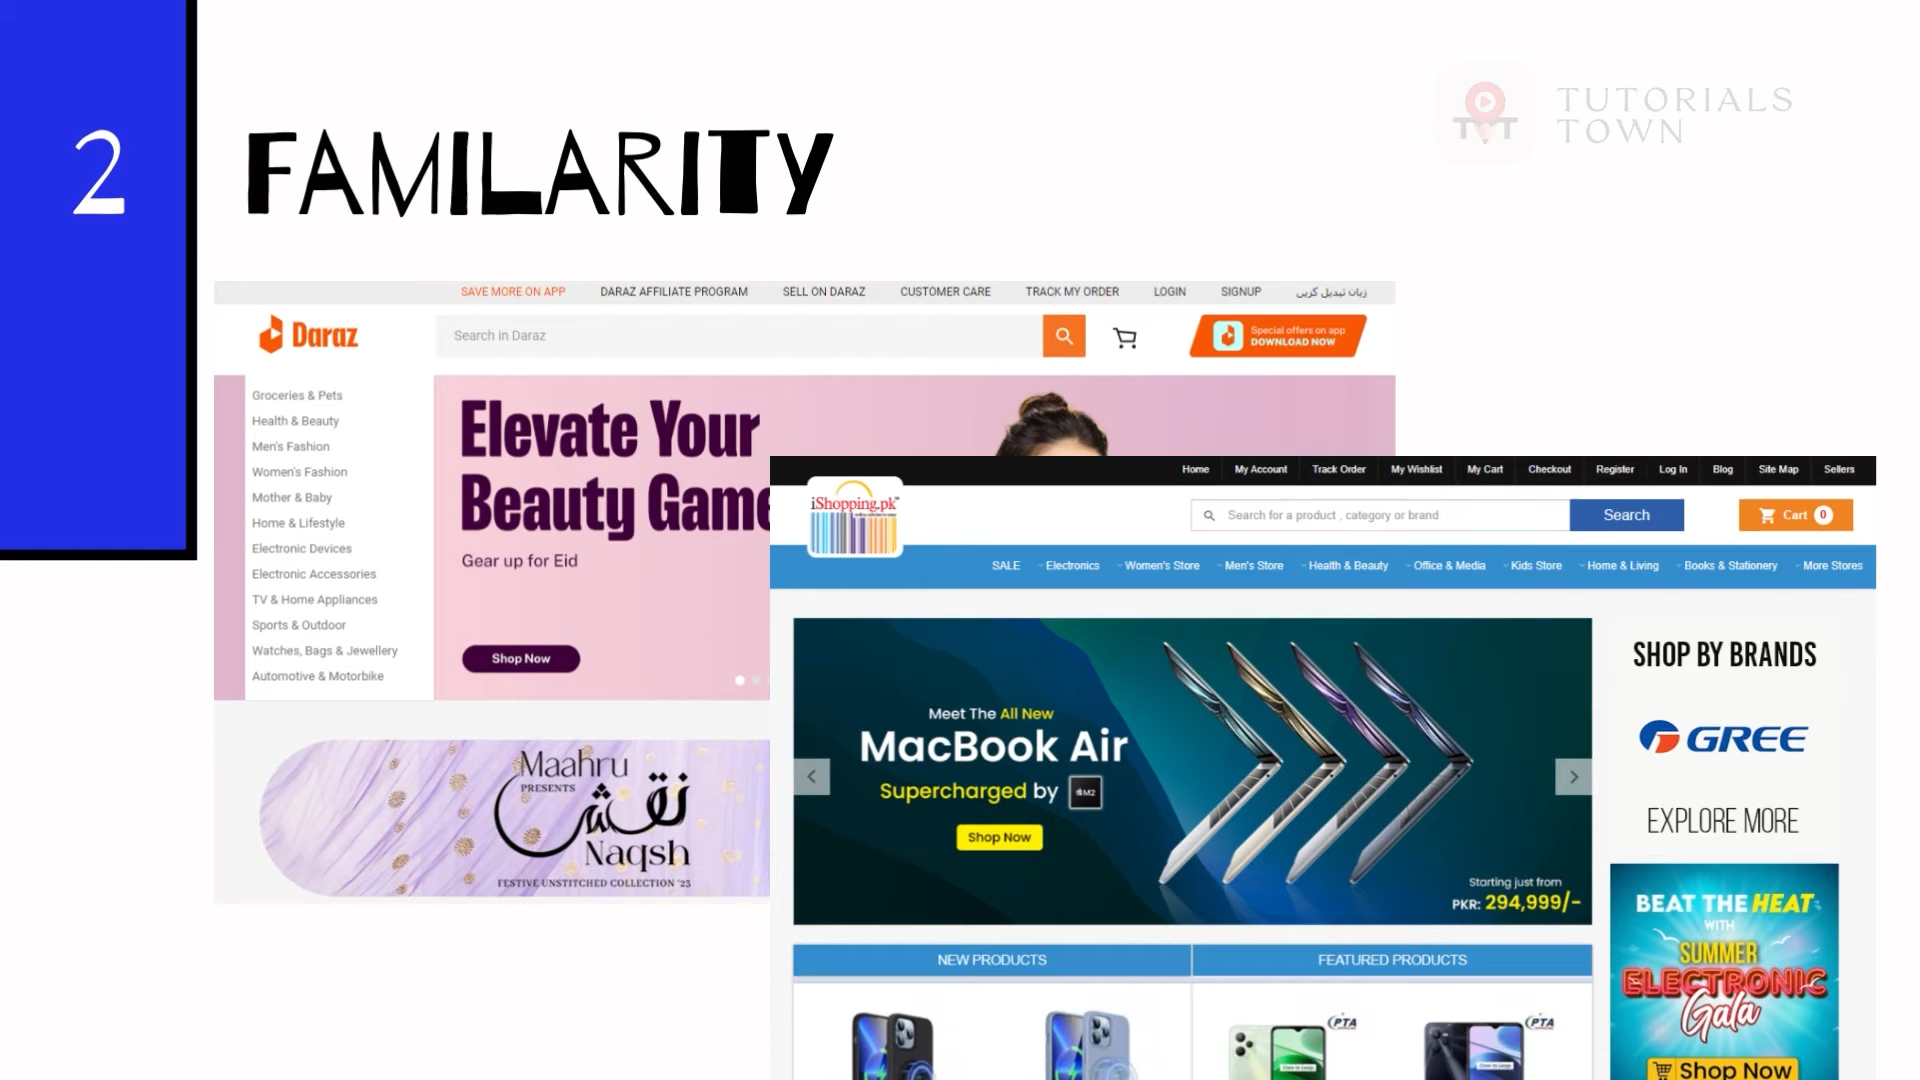 2
FAMILARITY
TUTORIALS
TOWN
SAVE MORE ON APP DARAZ AFFILIATE PROGRAM SELL ON DARAZ CUSTOMER CARE TRACK MY ORDER LOGIN SIGNUP زبان تبدیل کریں
Daraz
Search in Daraz
Special offers on app
DOWNLOAD NOW
Groceries & Pets
Health & Beauty
Men's Fashion
Women's Fashion
Mother & Baby
Home & Lifestyle
Electronic Devices
Electronic Accessories
TV & Home Appliances
Sports & Outdoor
Watches, Bags & Jewellery
Automotive & Motorbike
Elevate Your
Beauty Game
Gear up for Eid
Shop Now
Maahru
PRESENTS
نقش
Naqsh
FESTIVE UNSTITCHED COLLECTION '23
Home My Account Track Order My Wishlist My Cart Checkout Register Log In Blog Site Map Sellers
iShopping.pk
Search for a product , category or brand
Search
Cart 0
SALE Electronics Women's Store Men's Store Health & Beauty Office & Media Kids Store Home & Living Books & Stationery More Stores
Meet The All New
MacBook Air
Supercharged by M2
Shop Now
Starting just from
PKR: 294,999/-
SHOP BY BRANDS
GREE
EXPLORE MORE
BEAT THE HEAT
WITH
SUMMER
ELECTRONIC
Gala
Shop Now
NEW PRODUCTS
FEATURED PRODUCTS
PTA
PTA